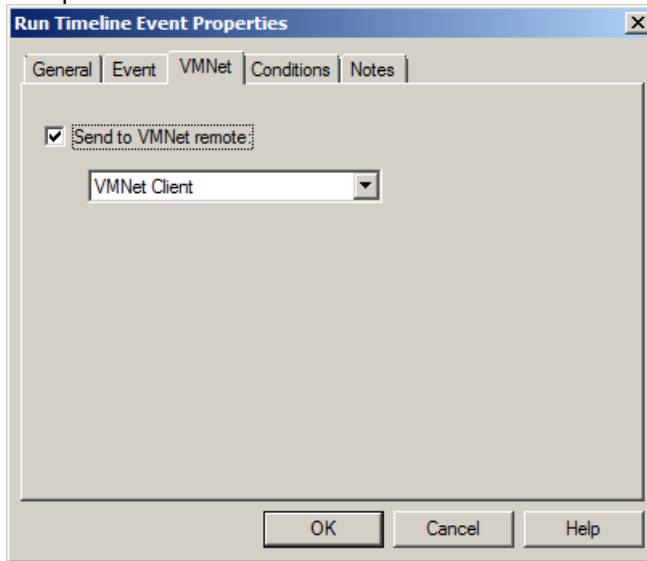 Run Timeline Event Properties
General Event VMNet Conditions Notes
Send to VMNet remote:
VMNet Client
OK Cancel Help